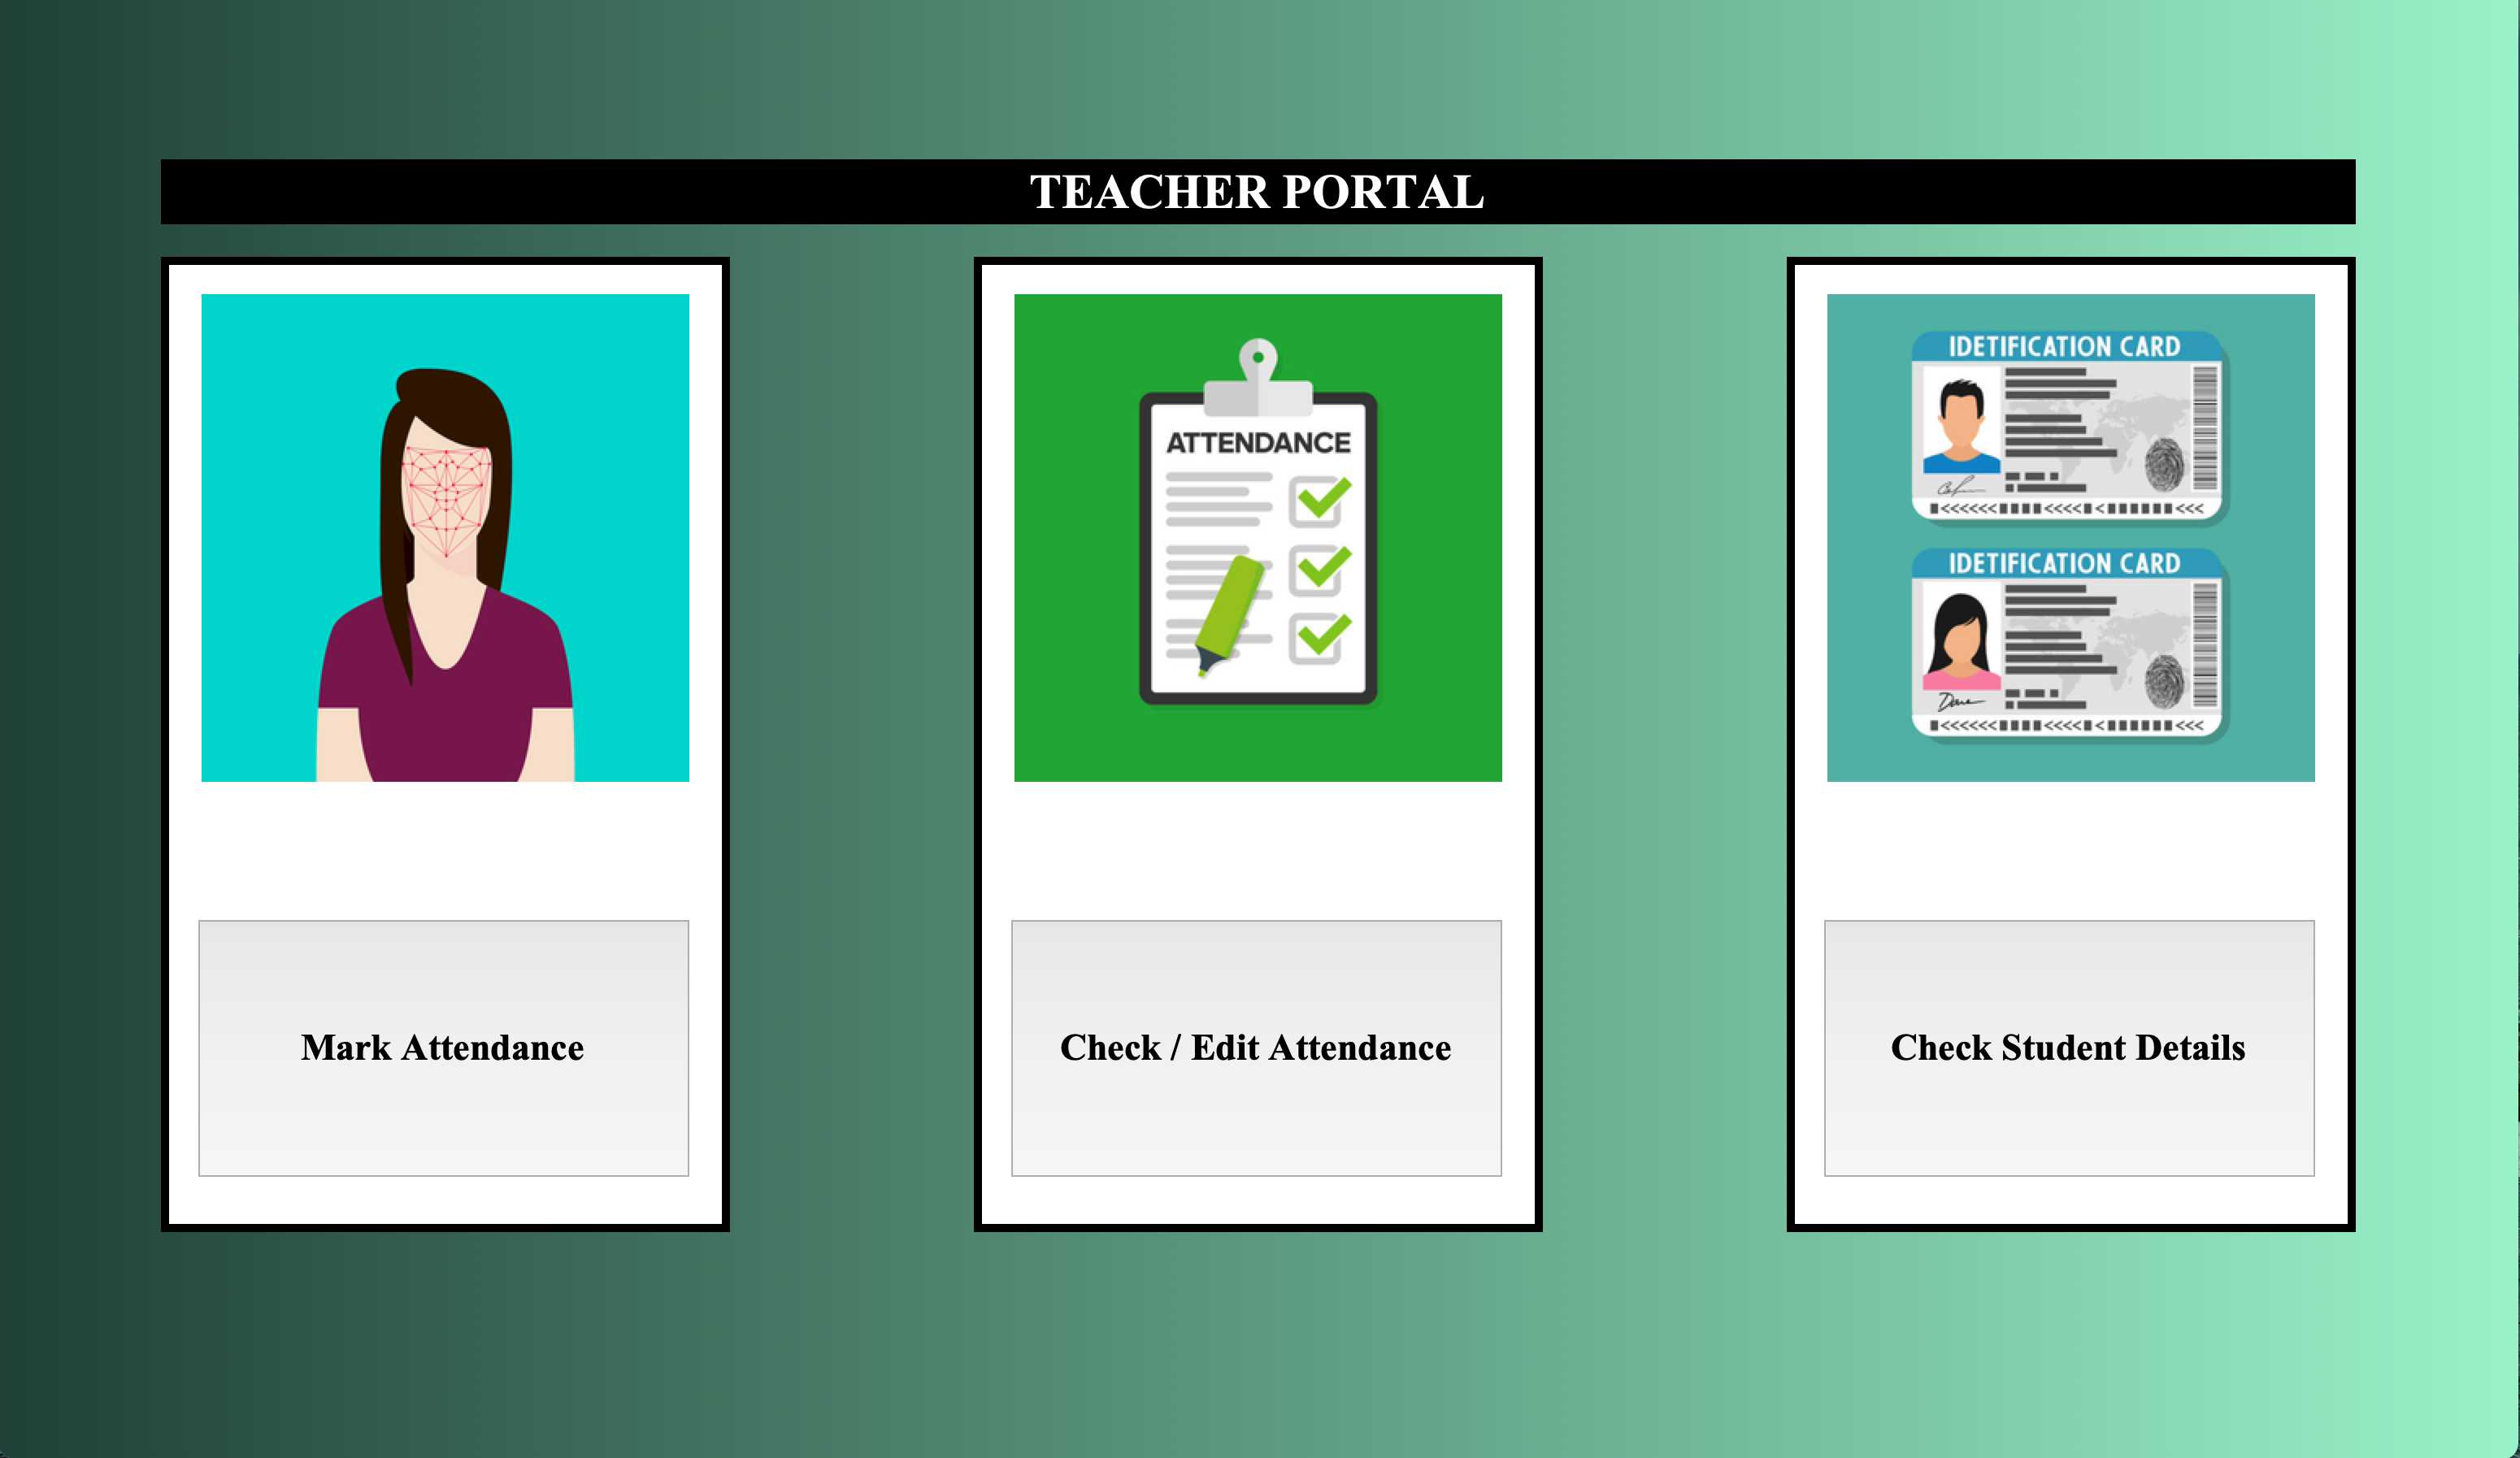 TEACHER PORTAL
ATTENDANCE
IDETIFICATION CARD
IDETIFICATION CARD
Mark Attendance
Check / Edit Attendance
Check Student Details